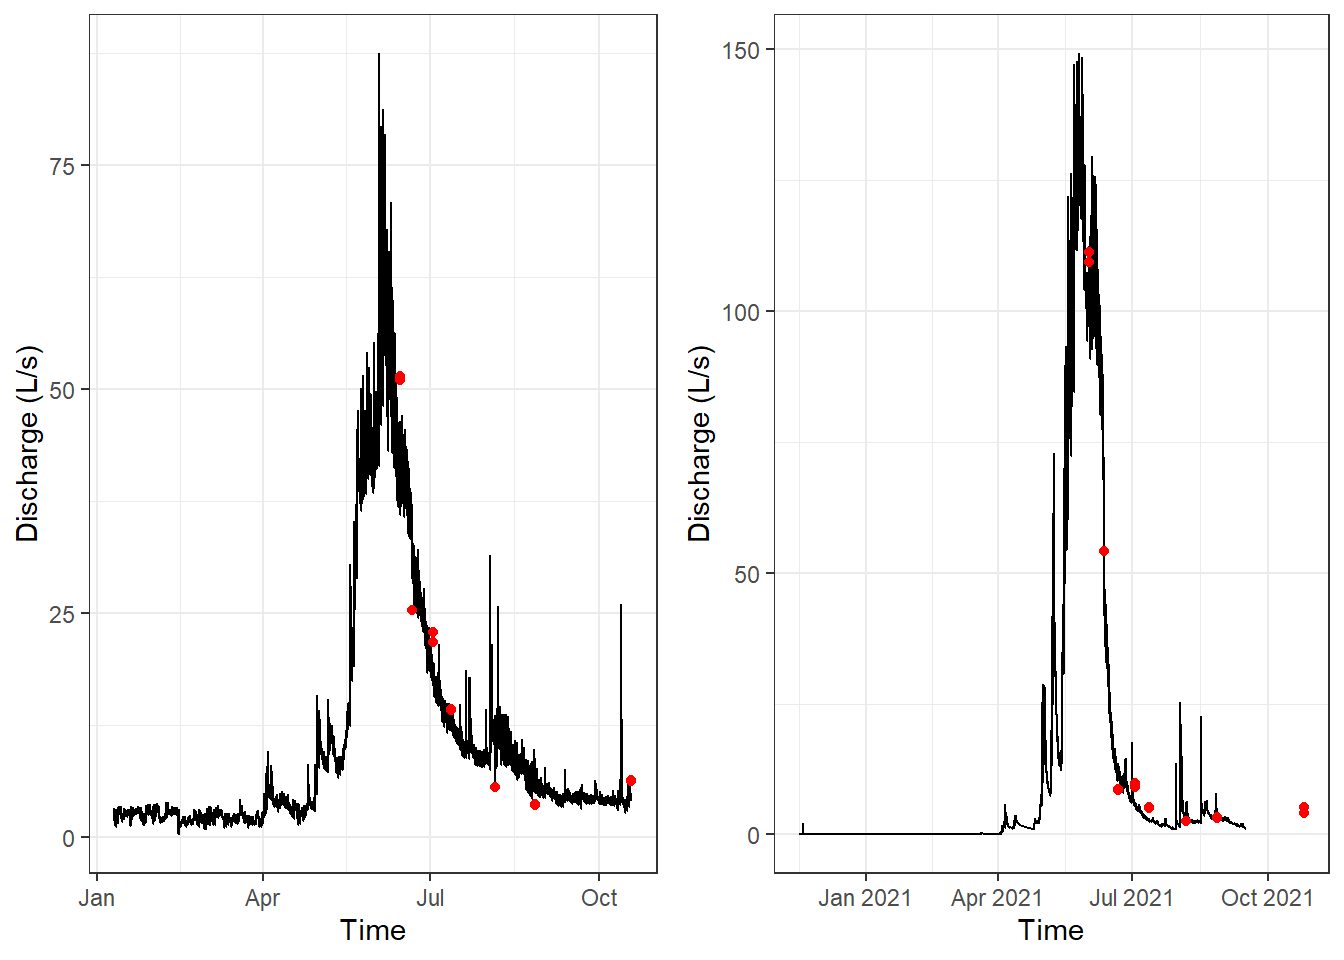 Discharge (L/s)
75
50
25
0
Jan
Apr
Jul
Oct
Time
Discharge (L/s)
150
100
50
0
Jan 2021
Apr 2021
Jul 2021
Oct 2021
Time